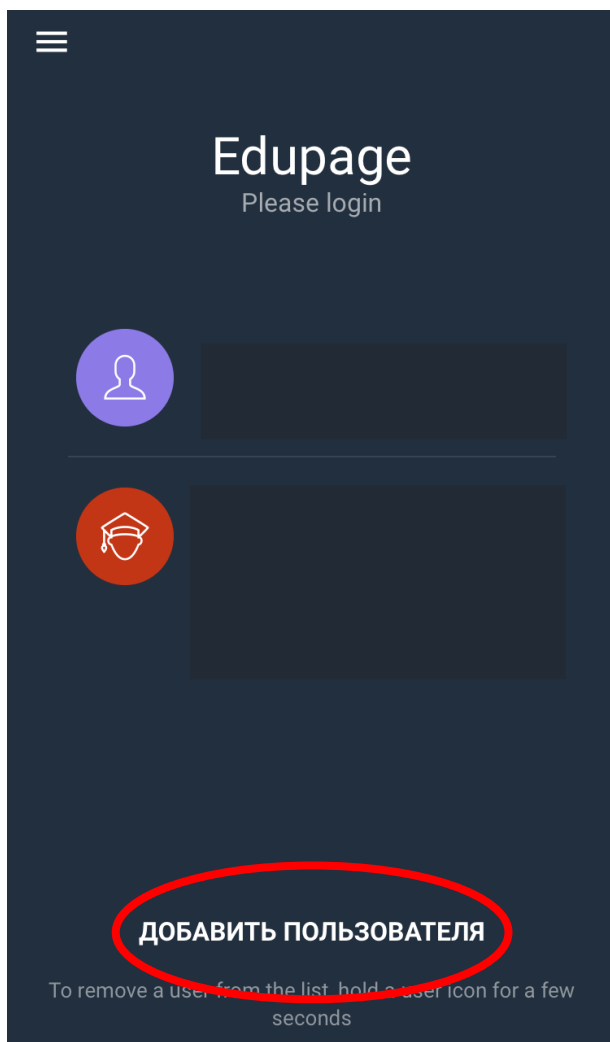 Edupage
Please login
ДОБАВИТЬ ПОЛЬЗОВАТЕЛЯ
To remove a user from the list, hold a user icon for a few
seconds